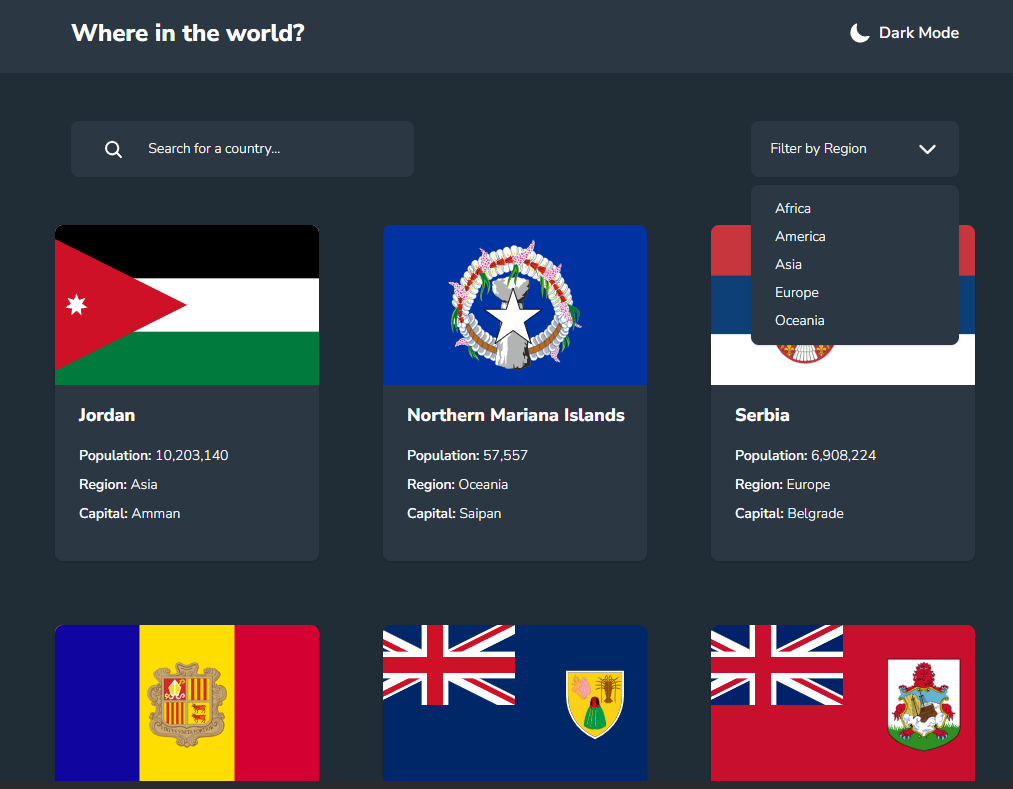 Where in the world?
Dark Mode
Search for a country...
Filter by Region
Africa
America
Asia
Europe
Oceania
Jordan
Population: 10,203,140
Region: Asia
Capital: Amman
Northern Mariana Islands
Population: 57,557
Region: Oceania
Capital: Saipan
Serbia
Population: 6,908,224
Region: Europe
Capital: Belgrade